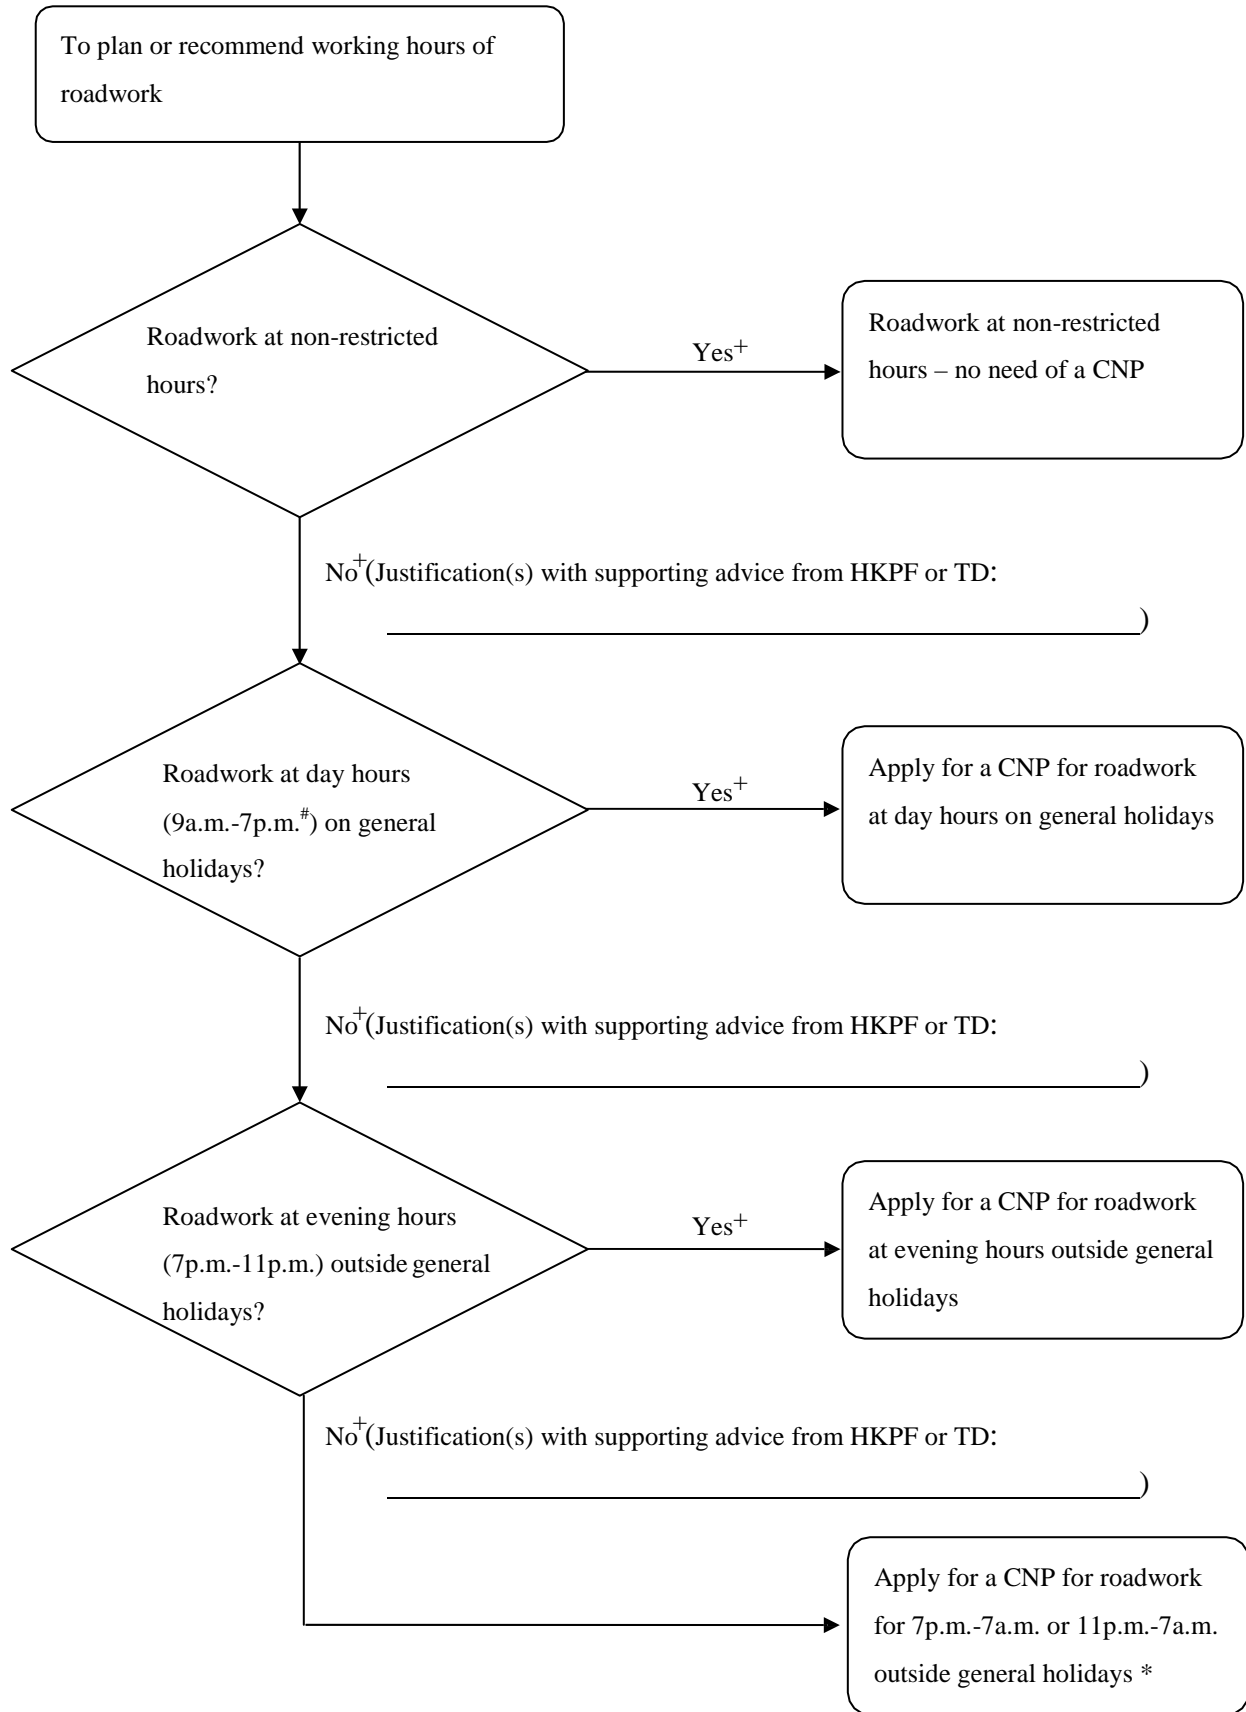 To plan or recommend working hours of
roadwork
Roadwork at non-restricted
hours?
Yes+
Roadwork at non-restricted
hours – no need of a CNP
No+(Justification(s) with supporting advice from HKPF or TD:
)
Roadwork at day hours
(9a.m.-7p.m.#) on general
holidays?
Yes+
Apply for a CNP for roadwork
at day hours on general holidays
No+(Justification(s) with supporting advice from HKPF or TD:
)
Roadwork at evening hours
(7p.m.-11p.m.) outside general
holidays?
Yes+
Apply for a CNP for roadwork
at evening hours outside general
holidays
No+(Justification(s) with supporting advice from HKPF or TD:
)
Apply for a CNP for roadwork
for 7p.m.-7a.m. or 11p.m.-7a.m.
outside general holidays *